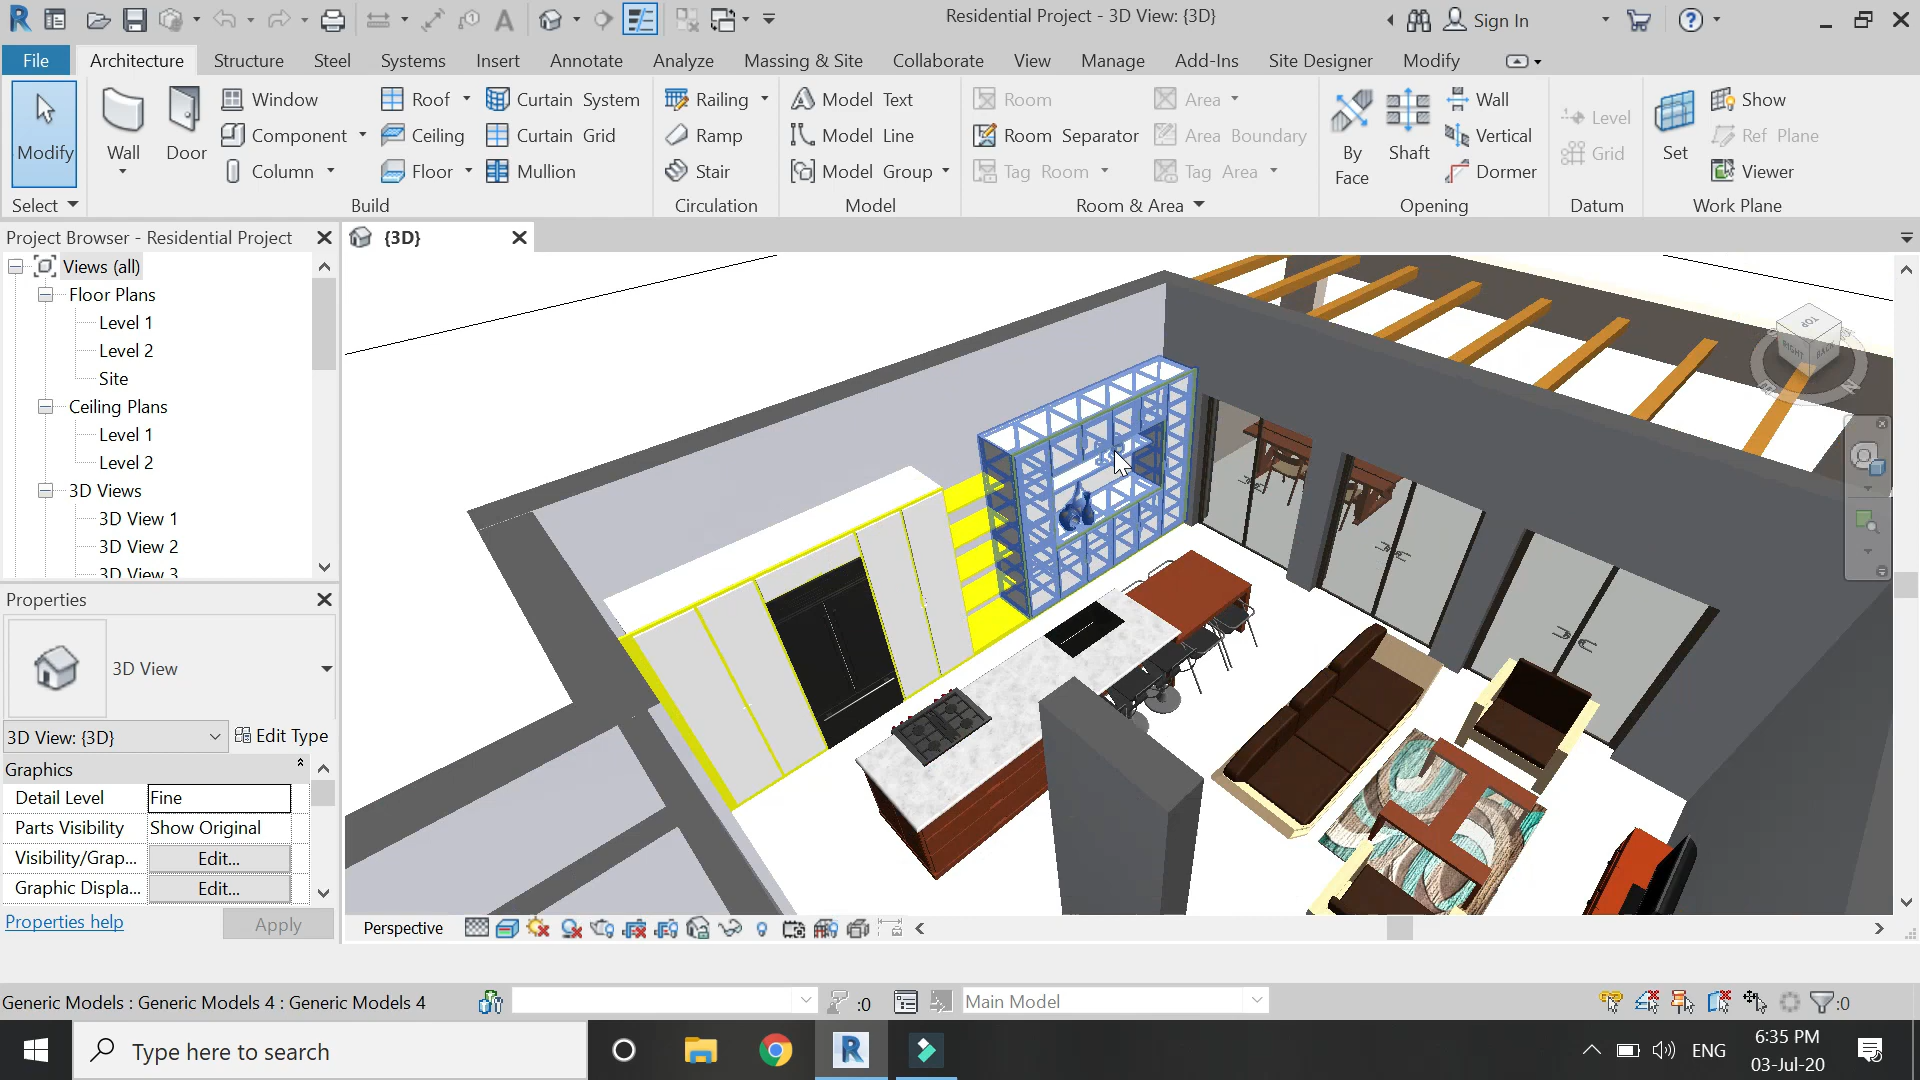 Residential Project - 3D View: {3D}
Sign In
File Architecture Structure Steel Systems Insert Annotate Analyze Massing & Site Collaborate View Manage Add-Ins Site Designer Modify
Modify
Wall
Door
Window
Component
Column
Roof
Ceiling
Floor
Curtain System
Curtain Grid
Mullion
Railing
Ramp
Stair
Model Text
Model Line
Model Group
Room
Room Separator
Tag Room
Area
Area Boundary
Tag Area
By
Face
Shaft
Wall
Vertical
Dormer
Level
Grid
Set
Show
Ref Plane
Viewer
Select Build Circulation Model Room & Area Opening Datum Work Plane
Project Browser - Residential Project
{3D}
Views (all)
Floor Plans
Level 1
Level 2
Site
Ceiling Plans
Level 1
Level 2
3D Views
3D View 1
3D View 2
3D View 3
TOP
RIGHT
BACK
Properties
3D View
3D View: {3D}
Edit Type
Graphics
Detail Level Fine
Parts Visibility Show Original
Visibility/Grap... Edit...
Graphic Displa... Edit...
Properties help
Apply
Perspective
Generic Models : Generic Models 4 : Generic Models 4
:0
Main Model
:0
Type here to search
ENG
6:35 PM
03-Jul-20